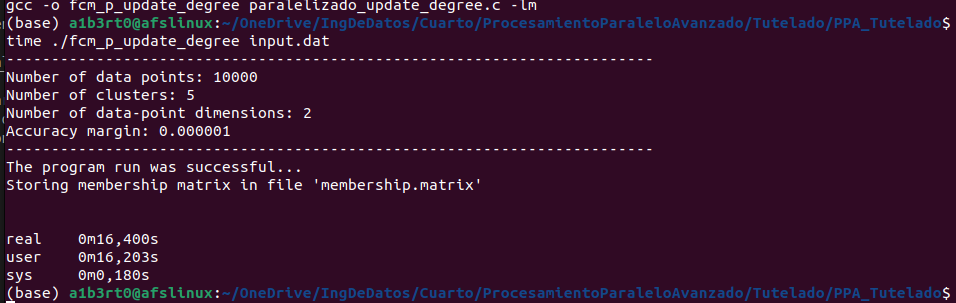 gcc -o fcm_p_update_degree paralelizado_update_degree.c -lm
(base) a1b3rt0@afslinux:~/OneDrive/IngDeDatos/Cuarto/ProcesamientoParaleloAvanzado/Tutelado/PPA_Tutelado$
time ./fcm_p_update_degree input.dat
------------------------------------------------------------------------
Number of data points: 10000
Number of clusters: 5
Number of data-point dimensions: 2
Accuracy margin: 0.000001
------------------------------------------------------------------------
The program run was successful...
Storing membership matrix in file 'membership.matrix'
real 0m16,400s
user 0m16,203s
sys 0m0,180s
(base) a1b3rt0@afslinux:~/OneDrive/IngDeDatos/Cuarto/ProcesamientoParaleloAvanzado/Tutelado/PPA_Tutelado$